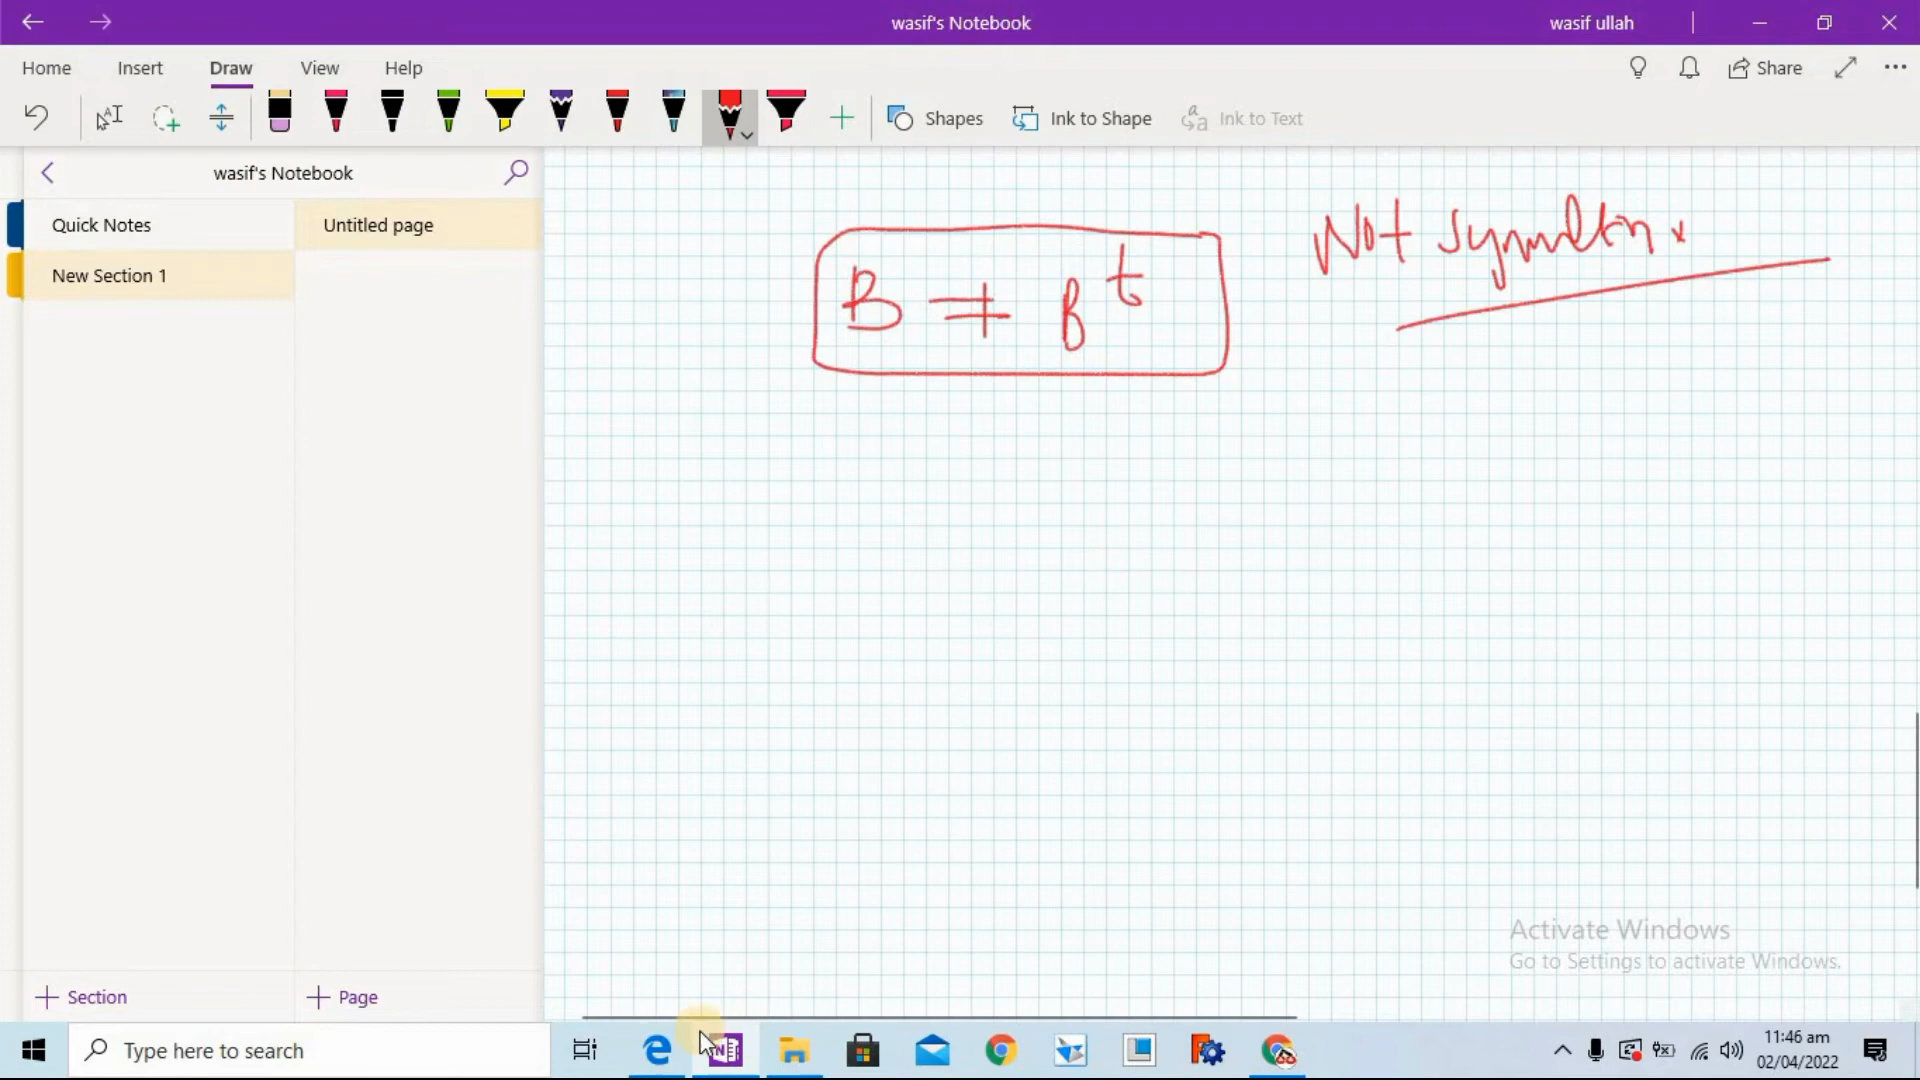 wasif's Notebook
wasif ullah
Home Insert Draw View Help
Share
Shapes Ink to Shape Ink to Text
wasif's Notebook
Quick Notes
Untitled page
New Section 1
Not
B ≠ B^t
Activate Windows
Go to Settings to activate Windows.
Section
Page
Type here to search
11:46 am
02/04/2022